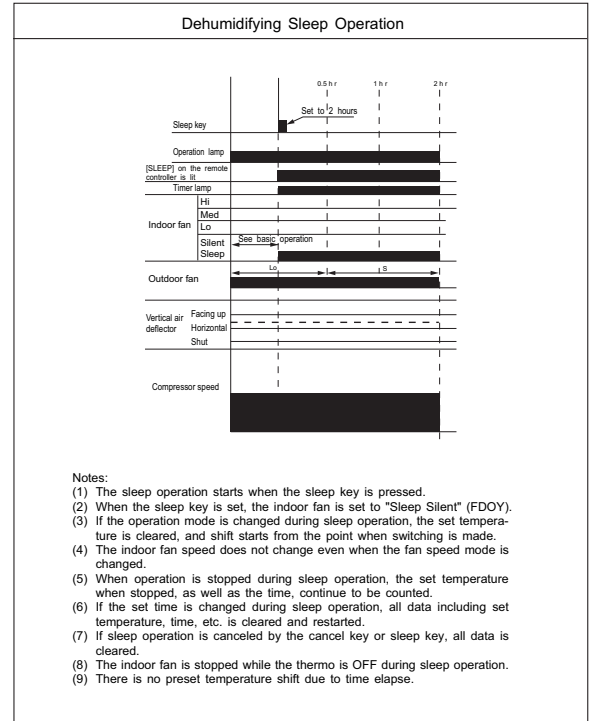 Dehumidifying Sleep Operation
0.5 h r 1 h r 2 hr
Set to 2 hours
Sleep key
Operation lamp
[SLEEP] on the remote
controller is lit
Timer lamp
Hi
Med
Indoor fan Lo
Silent See basic operation
Sleep
Lo S
Outdoor fan
Vertical air Facing up
deflector Horizontal
Shut
Compressor speed
Notes:
(1) The sleep operation starts when the sleep key is pressed.
(2) When the sleep key is set, the indoor fan is set to "Sleep Silent" (FDOY).
(3) If the operation mode is changed during sleep operation, the set tempera-
ture is cleared, and shift starts from the point when switching is made.
(4) The indoor fan speed does not change even when the fan speed mode is
changed.
(5) When operation is stopped during sleep operation, the set temperature
when stopped, as well as the time, continue to be counted.
(6) If the set time is changed during sleep operation, all data including set
temperature, time, etc. is cleared and restarted.
(7) If sleep operation is canceled by the cancel key or sleep key, all data is
cleared.
(8) The indoor fan is stopped while the thermo is OFF during sleep operation.
(9) There is no preset temperature shift due to time elapse.